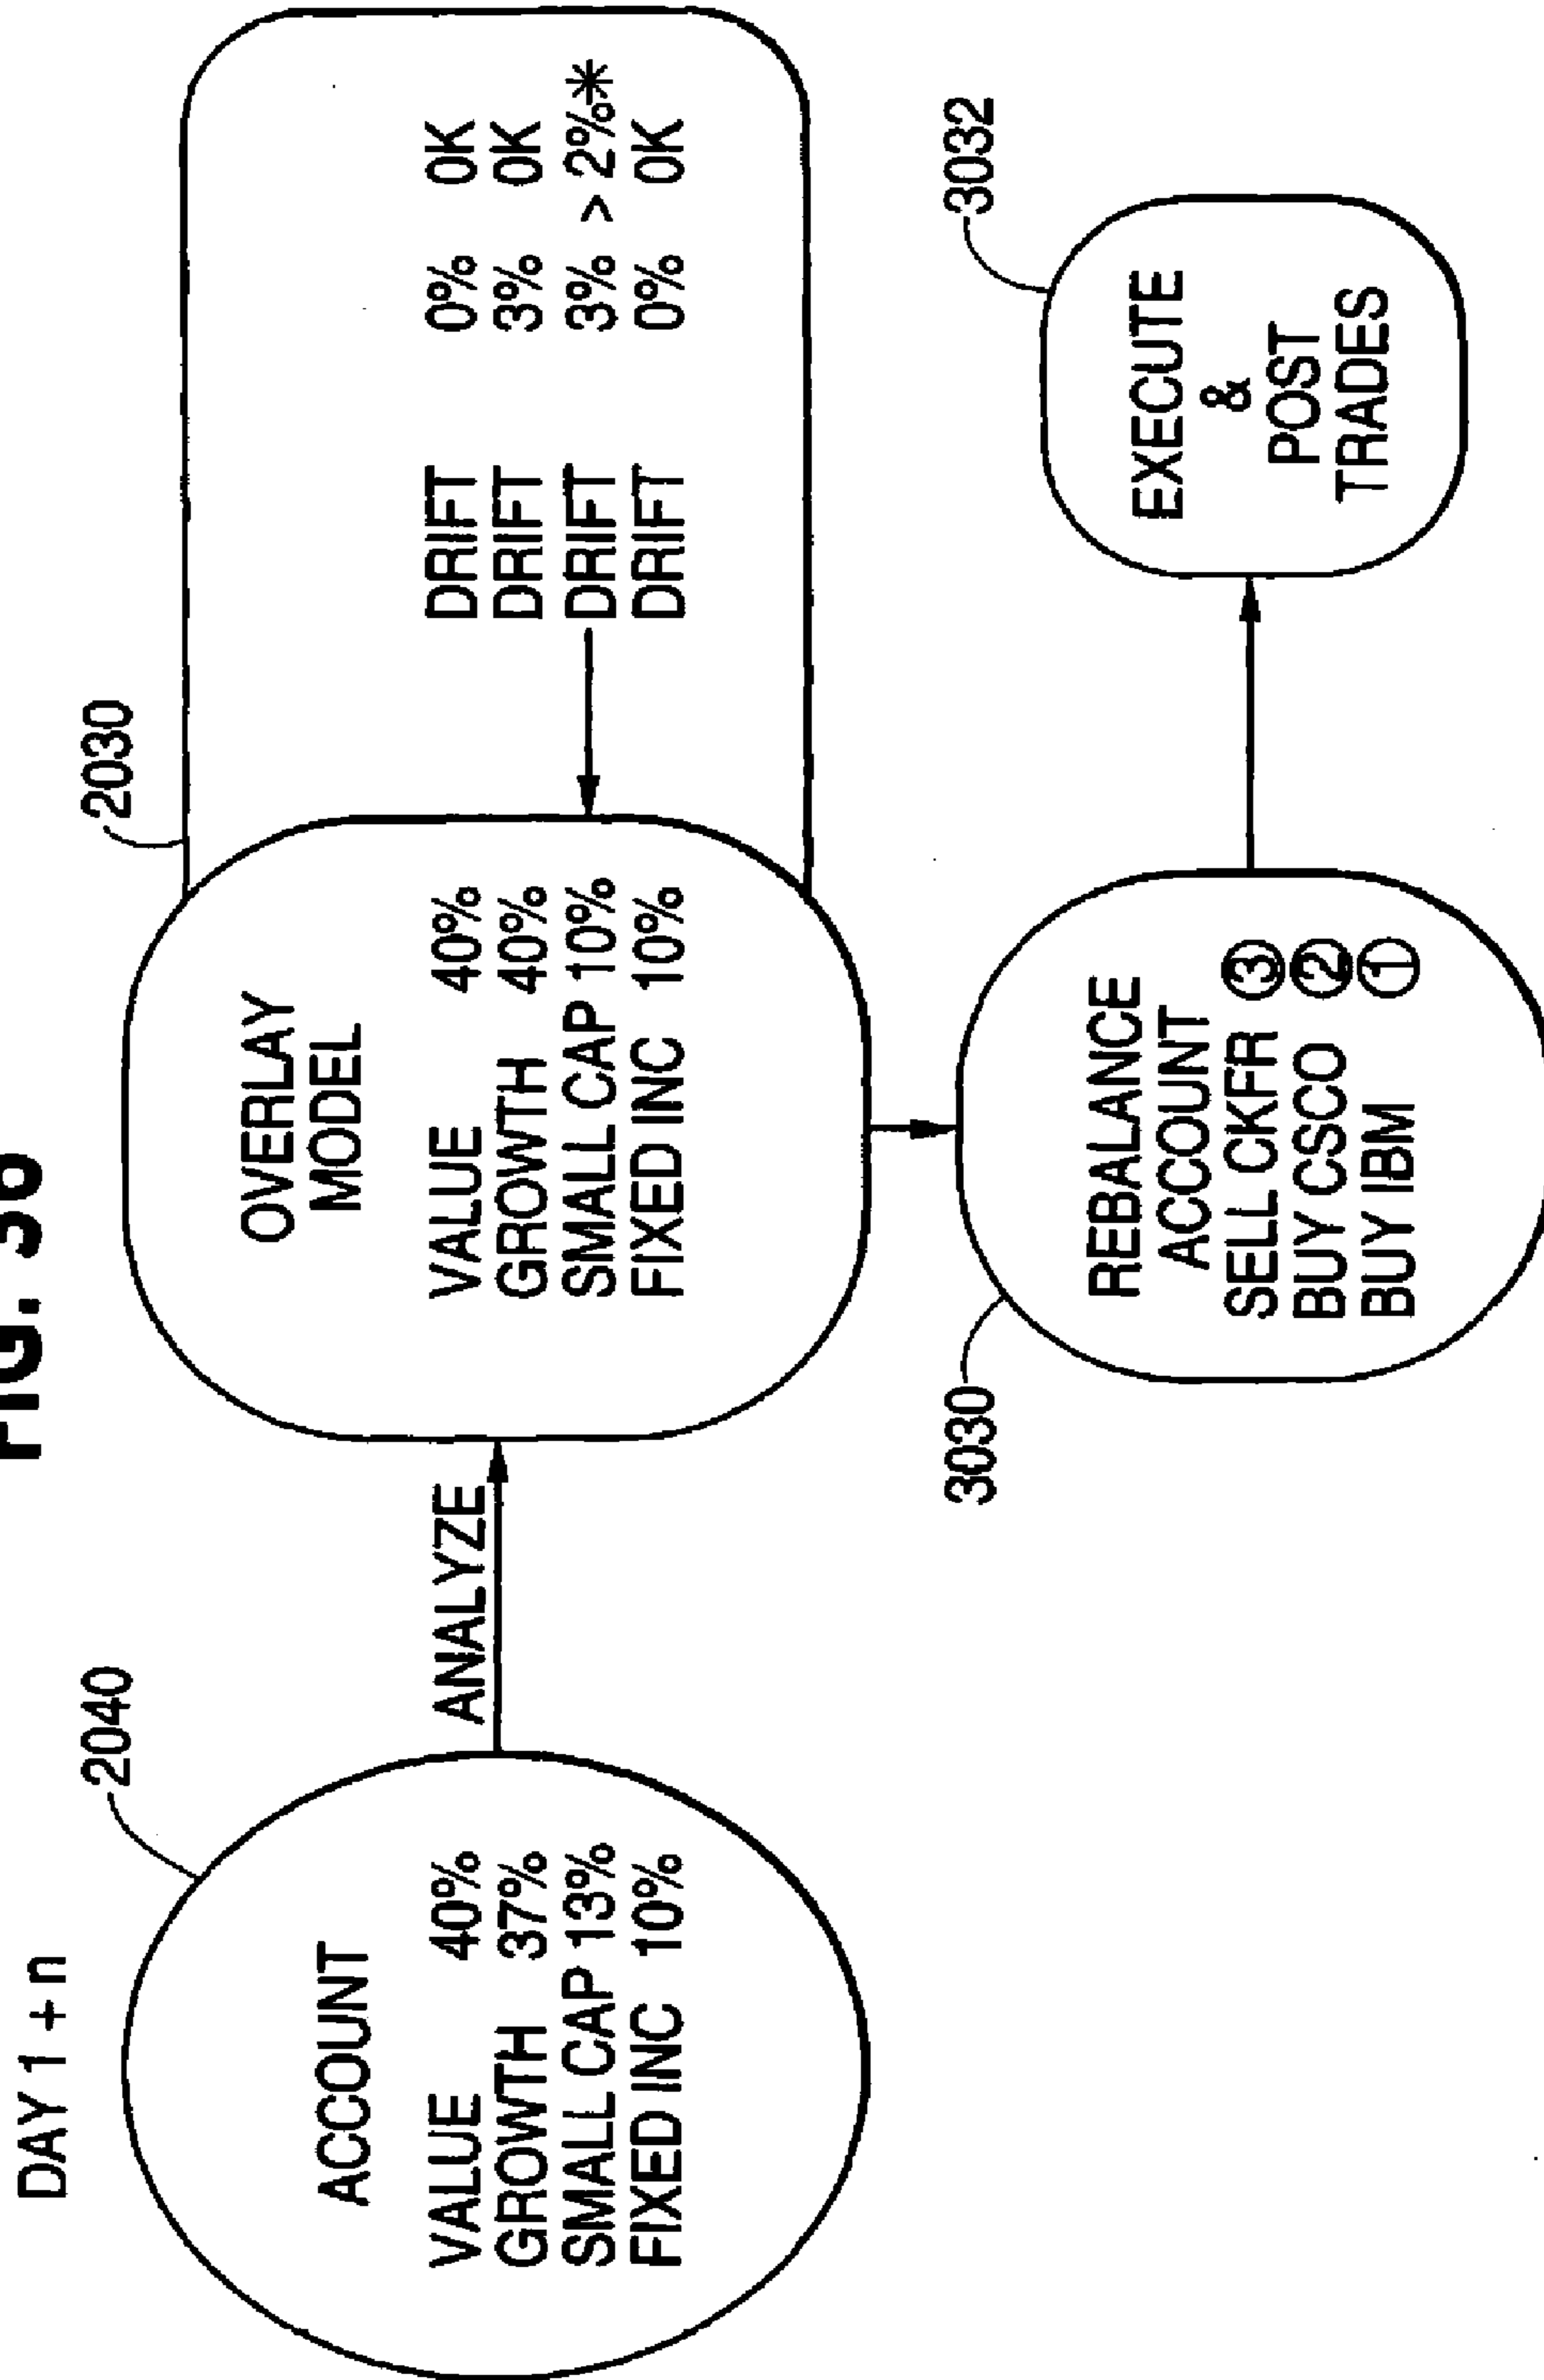 FIG. 36
DAY 1 + n
2040
ACCOUNT
VALUE 40%
GROWTH 37%
SMALL CAP 13%
FIXED INC 10%
ANALYZE
2030
OVERLAY
MODEL
VALUE 40%
GROWTH 40%
SMALL CAP 10%
FIXED INC 10%
DRIFT 0% OK
DRIFT 3% OK
DRIFT 3% > 2%*
DRIFT 0% OK
3030
REBALANCE
ACCOUNT
SELL CKFR ③
BUY CSCO ②
BUY IBM ①
3032
EXECUTE
&
POST
TRADES